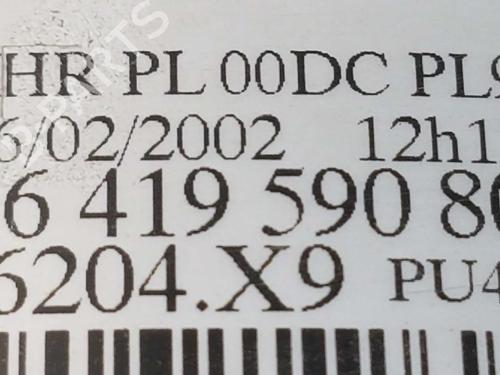 HR PL 00DC PL9
6/02/2002 12h1
6 419 590 80
6204.X9 PU4